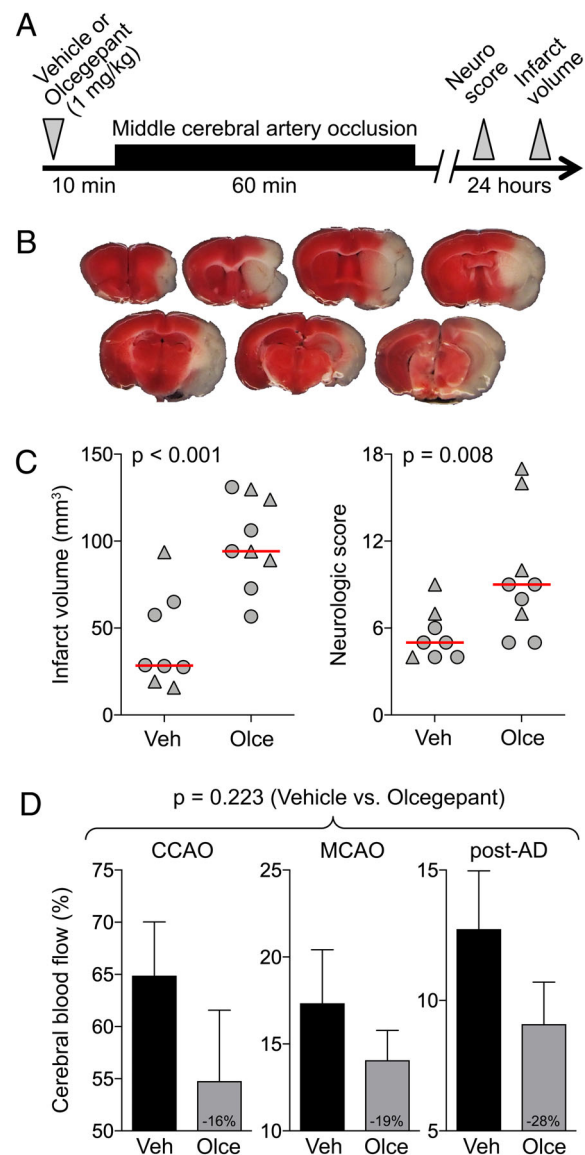 A
Vehicle or
Olcegepant
(1 mg/kg)
Neuro
score
Infarct
volume
Middle cerebral artery occlusion
10 min
60 min
24 hours
B
C
p < 0.001
Infarct volume (mm³)
150
100
50
0
Veh
Olce
p = 0.008
Neurologic score
18
12
6
0
Veh
Olce
D
p = 0.223 (Vehicle vs. Olcegepant)
CCAO
MCAO
post-AD
Cerebral blood flow (%)
75
70
65
60
55
50
-16%
Veh
Olce
25
20
15
10
-19%
Veh
Olce
15
10
5
-28%
Veh
Olce